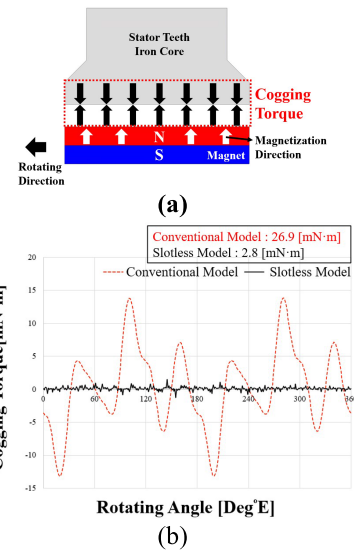 Stator Teeth
Iron Core
Cogging
Torque
N
S
Magnet
Magnetization
Direction
Rotating
Direction
(a)
Conventional Model : 26.9 [mN·m]
Slotless Model : 2.8 [mN·m]
Conventional Model
Slotless Model
20
15
10
5
0
-5
-10
-15
0
60
120
180
240
300
360
Rotating Angle [Deg°E]
(b)